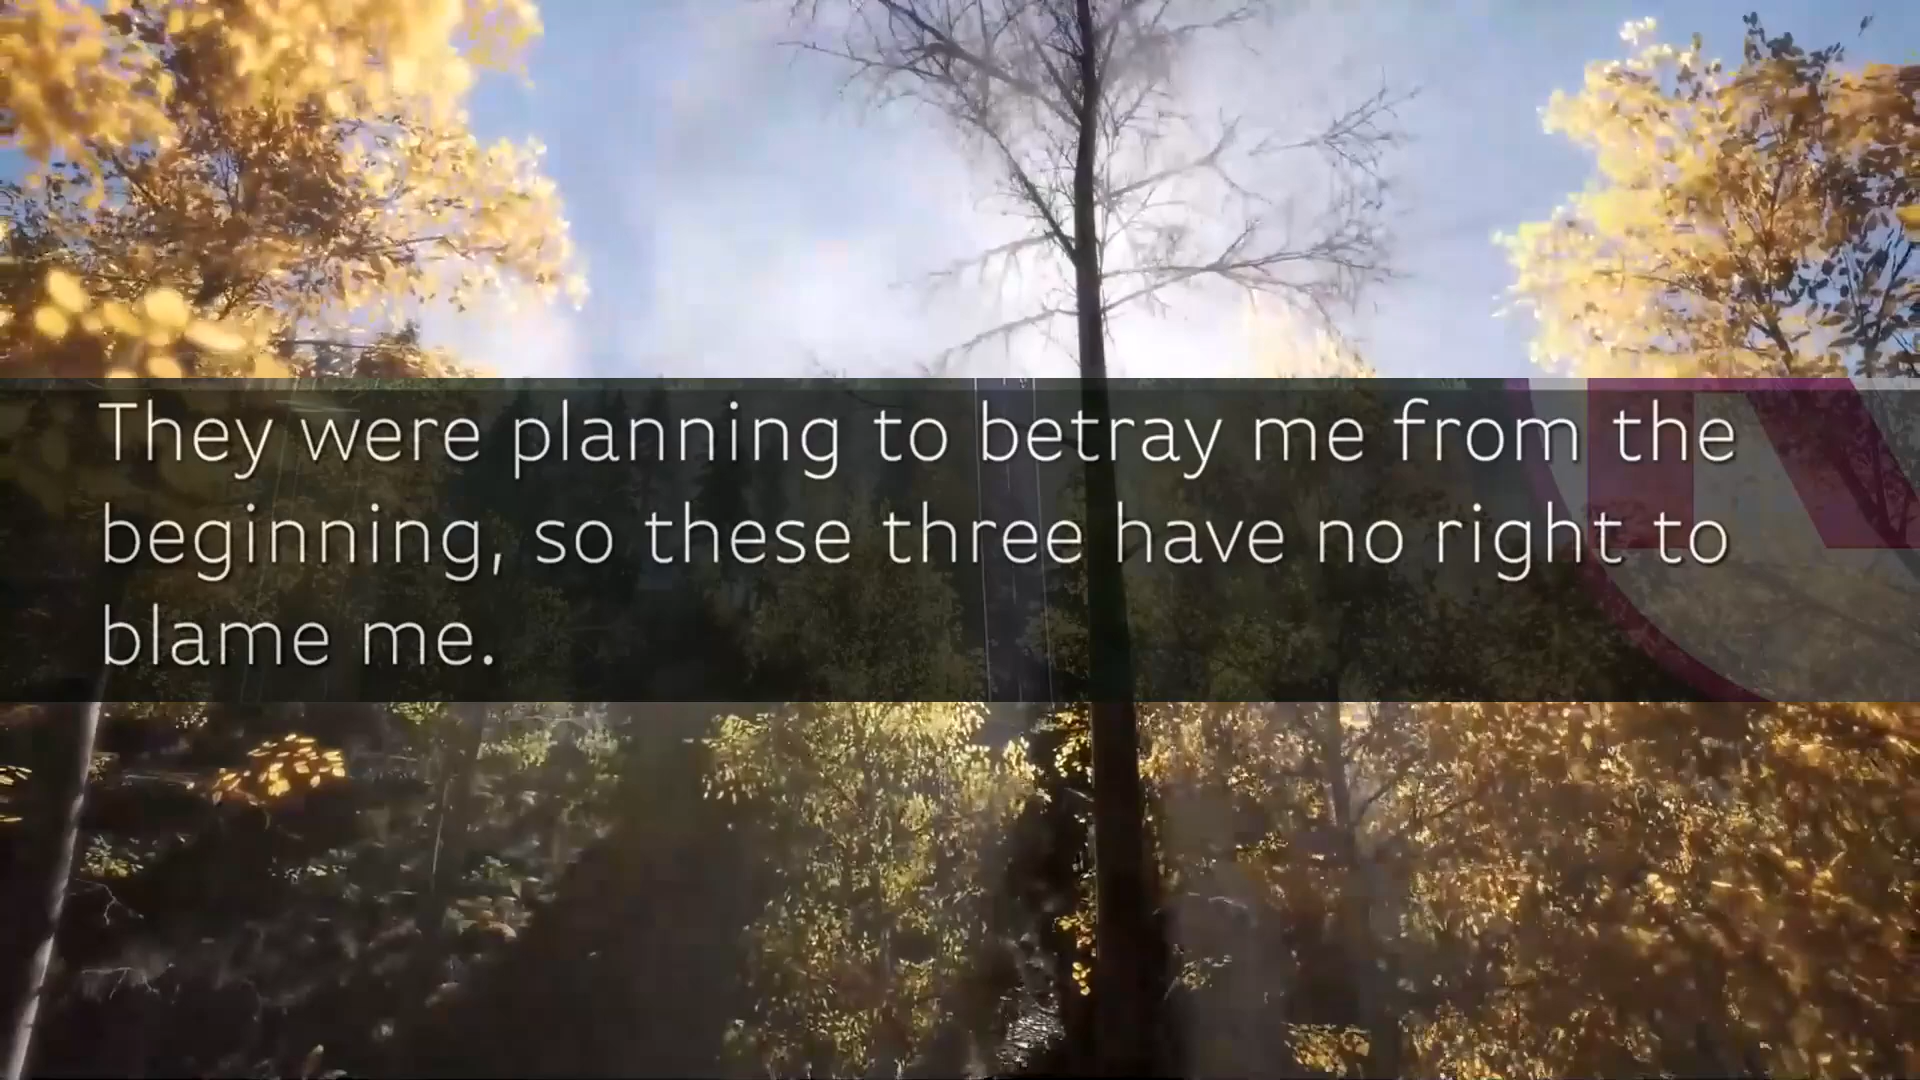 They were planning to betray me from the
beginning, so these three have no right to
blame me.